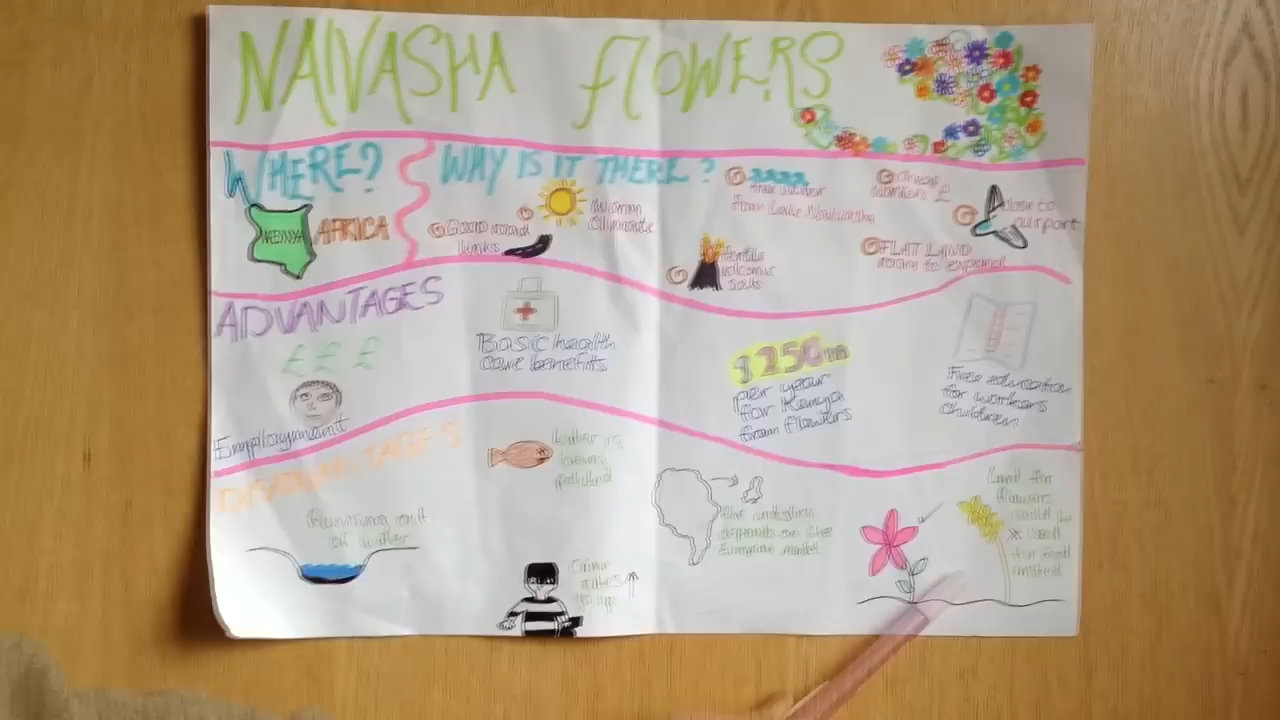 NAIVASHA FLOWERS
WHERE?
KENYA
AFRICA
WHY IS IT THERE?
Good road
links
Warm
climate
Free water
from Lake Naivasha
Fertile
volcanic
soils
Cheap
workers £
Close to
airport
FLAT LAND
room to expand
ADVANTAGES
£ £ £
Employment
Basic health
care benefits
$250m
per year
for Kenya
from flowers
Free education
for workers
children
DISADVANTAGES
Running out
of water
Water is
being
polluted
Crime
rates
go up
The industry
depends on the
European market
Land for
flowers
could be
used
for food
instead